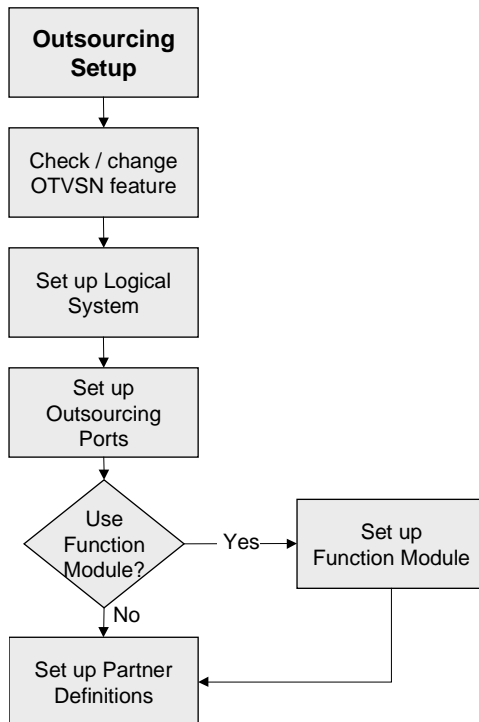 Outsourcing
Setup
Check / change
OTVSN feature
Set up Logical
System
Set up
Outsourcing
Ports
Use
Function
Module?
Yes
Set up
Function Module
No
Set up Partner
Definitions